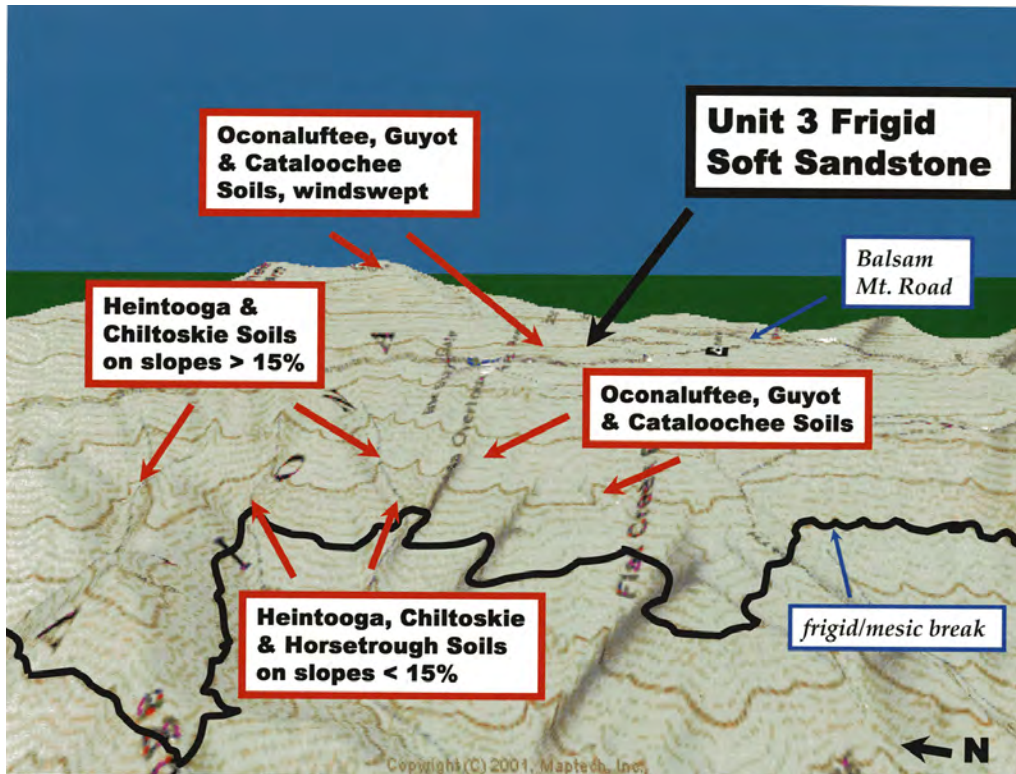 Oconaluftee, Guyot
& Cataloochee
Soils, windswept
Unit 3 Frigid
Soft Sandstone
Balsam
Mt. Road
Heintooga &
Chiltoskie Soils
on slopes > 15%
Oconaluftee, Guyot
& Cataloochee Soils
Heintooga, Chiltoskie
& Horsetrough Soils
on slopes < 15%
frigid/mesic break
N
Copyright (C) 2001, Maptech, Inc.